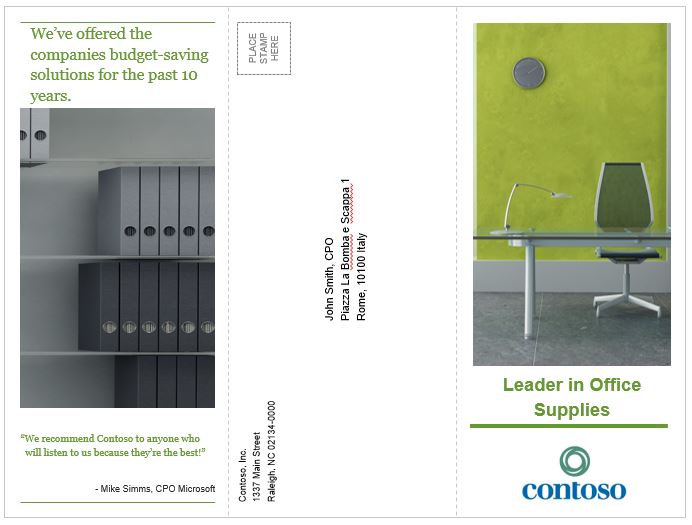 We've offered the
companies budget-saving
solutions for the past 10
years.
"We recommend Contoso to anyone who
will listen to us because they're the best!"
- Mike Simms, CPO Microsoft
PLACE
STAMP
HERE
John Smith, CPO
Piazza La Bomba e Scappa 1
Rome, 10100 Italy
Contoso, Inc.
1337 Main Street
Raleigh, NC 02134-0000
Leader in Office
Supplies
contoso